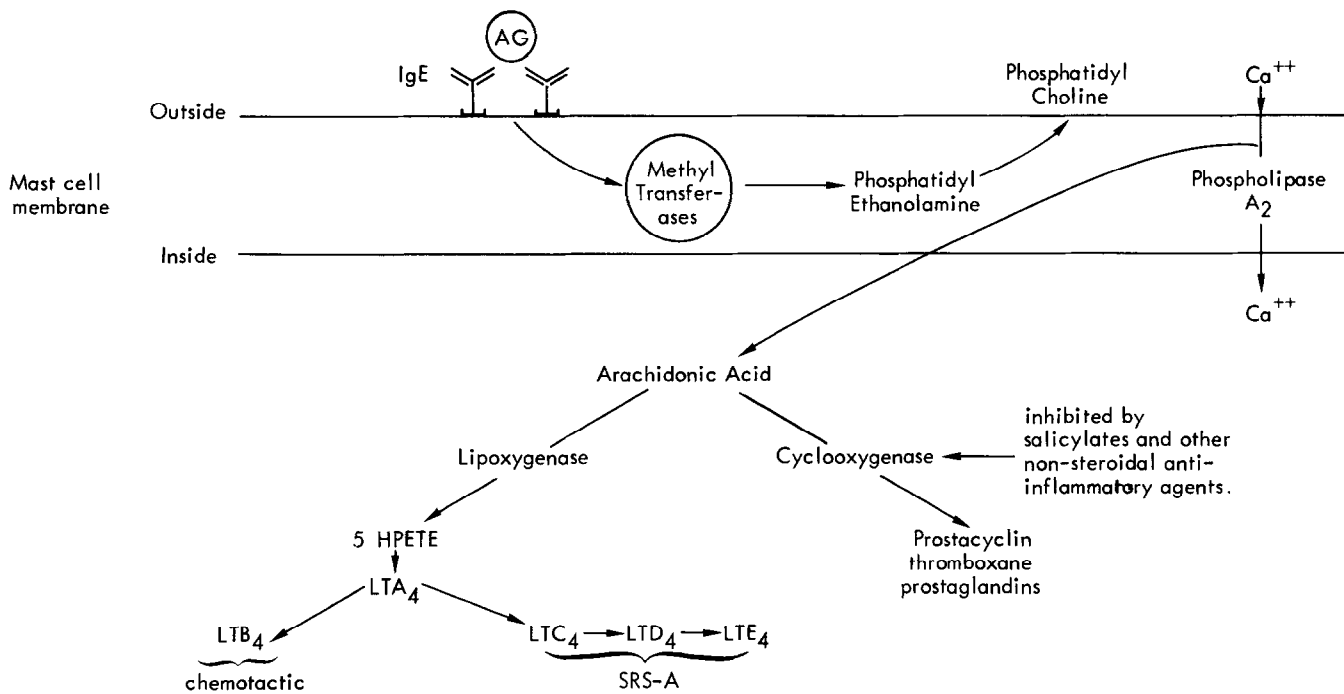 AG
IgE
Outside
Phosphatidyl
Choline
Ca++
Mast cell
membrane
Methyl
Transfer-
ases
Phosphatidyl
Ethanolamine
Phospholipase
A2
Inside
Ca++
Arachidonic Acid
Lipoxygenase
Cyclooxygenase
inhibited by
salicylates and other
non-steroidal anti-
inflammatory agents.
5 HPETE
LTA4
Prostacyclin
thromboxane
prostaglandins
LTB4
LTC4 LTD4 LTE4
chemotactic
SRS-A